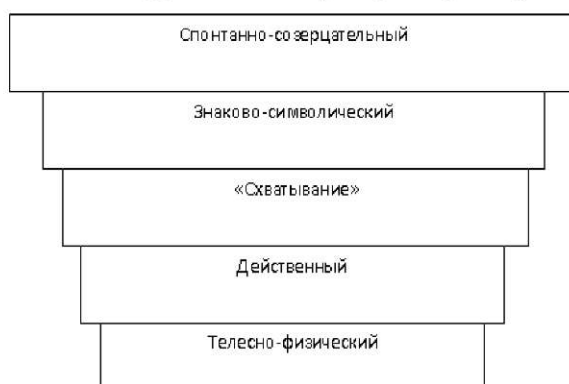 Спонтанно-созерцательный
Знаково-символический
«Схватывание»
Действенный
Телесно-физический